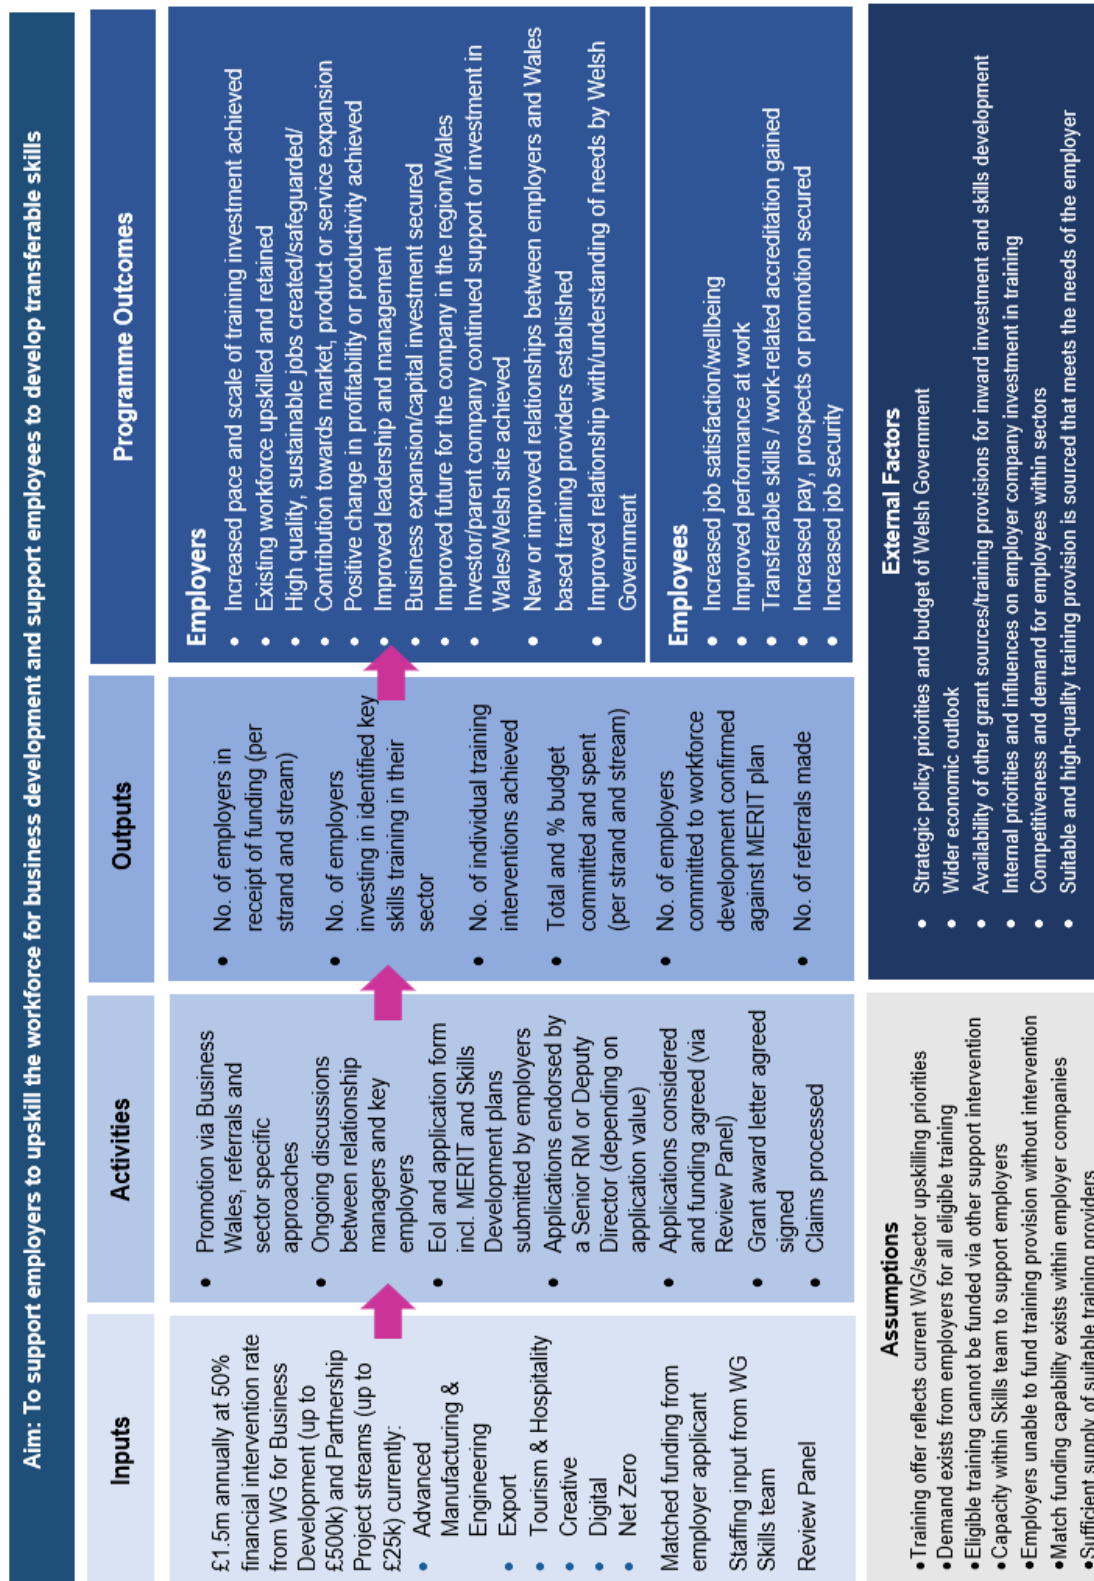 Aim: To support employers to upskill the workforce for business development and support employees to develop transferable skills
Inputs
£1.5m annually at 50%
financial intervention rate
from WG for Business
Development (up to
£500k) and Partnership
Project streams (up to
£25k) currently:
• Advanced
Manufacturing &
Engineering
• Export
• Tourism & Hospitality
• Creative
• Digital
• Net Zero
Matched funding from
employer applicant
Staffing input from WG
Skills team
Review Panel
Activities
• Promotion via Business
Wales, referrals and
sector specific
approaches
• Ongoing discussions
between relationship
managers and key
employers
• EoI and application form
incl. MERIT and Skills
Development plans
submitted by employers
• Applications endorsed by
a Senior RM or Deputy
Director (depending on
application value)
• Applications considered
and funding agreed (via
Review Panel)
• Grant award letter agreed
signed
• Claims processed
Outputs
• No. of employers in
receipt of funding (per
strand and stream)
• No. of employers
investing in identified key
skills training in their
sector
• No. of individual training
interventions achieved
• Total and % budget
committed and spent
(per strand and stream)
• No. of employers
committed to workforce
development confirmed
against MERIT plan
• No. of referrals made
Programme Outcomes
Employers
• Increased pace and scale of training investment achieved
• Existing workforce upskilled and retained
• High quality, sustainable jobs created/safeguarded/
• Contribution towards market, product or service expansion
• Positive change in profitability or productivity achieved
• Improved leadership and management
• Business expansion/capital investment secured
• Improved future for the company in the region/Wales
• Investor/parent company continued support or investment in
Wales/Welsh site achieved
• New or improved relationships between employers and Wales
based training providers established
• Improved relationship with/understanding of needs by Welsh
Government
Employees
• Increased job satisfaction/wellbeing
• Improved performance at work
• Transferable skills / work-related accreditation gained
• Increased pay, prospects or promotion secured
• Increased job security
Assumptions
• Training offer reflects current WG/sector upskilling priorities
• Demand exists from employers for all eligible training
• Eligible training cannot be funded via other support intervention
• Capacity within Skills team to support employers
• Employers unable to fund training provision without intervention
• Match funding capability exists within employer companies
• Sufficient supply of suitable training providers
External Factors
• Strategic policy priorities and budget of Welsh Government
• Wider economic outlook
• Availability of other grant sources/training provisions for inward investment and skills development
• Internal priorities and influences on employer company investment in training
• Competitiveness and demand for employees within sectors
• Suitable and high-quality training provision is sourced that meets the needs of the employer